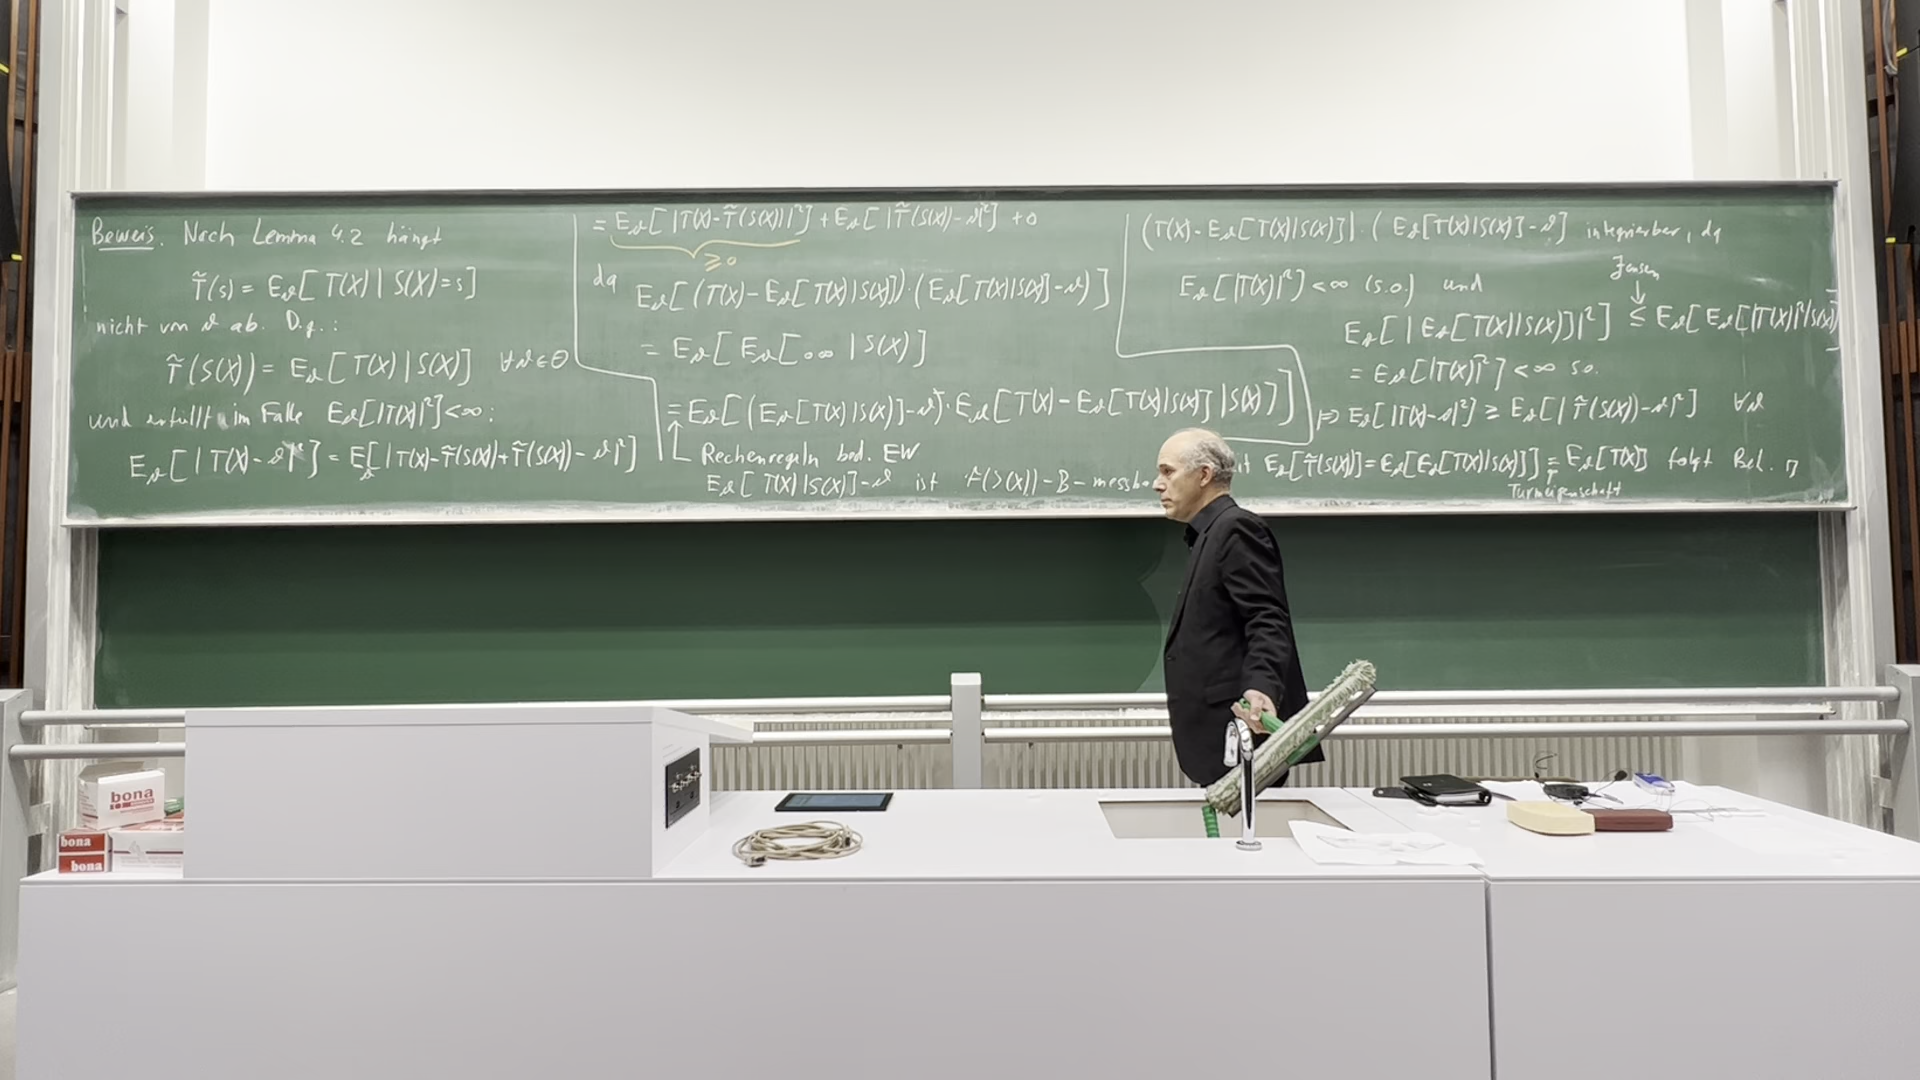 Beweis. Nach Lemma 4.2 hängt
T̃(s) = E_ϑ[T(X) | S(X)=s]
nicht von ϑ ab. D.g.:
T̃(S(X)) = E_ϑ[T(X) | S(X)] ∀ϑ∈Θ
und erfüllt im Falle E_ϑ[|T(X)|²]<∞:
E_ϑ[|T(X)-ϑ|²] = E_ϑ[|T(X)-T̃(S(X))+T̃(S(X))-ϑ|²]
= E_ϑ[|T(X)-T̃(S(X))|²] + E_ϑ[|T̃(S(X))-ϑ|²] + 0
≥0
da E_ϑ[(T(X)-E_ϑ[T(X)|S(X)])·(E_ϑ[T(X)|S(X)]-ϑ)]
= E_ϑ[E_ϑ[... | S(X)]
= E_ϑ[(E_ϑ[T(X)|S(X)]-ϑ)·E_ϑ[T(X)-E_ϑ[T(X)|S(X)] | S(X)]]
Rechenregeln bed. EW
E_ϑ[T(X)|S(X)]-ϑ ist F(S(X))-B-messba
(T(X)-E_ϑ[T(X)|S(X)])·(E_ϑ[T(X)|S(X)]-ϑ] integrierbar, da
E_ϑ[|T(X)|²]<∞ (s.o.) und
Jensen
E_ϑ[|E_ϑ[T(X)|S(X)]|²] ≤ E_ϑ[E_ϑ[|T(X)|²|S(X)]]
= E_ϑ[|T(X)|²] < ∞ s.o.
⇒ E_ϑ[|T(X)-ϑ|²] ≥ E_ϑ[|T̃(S(X))-ϑ|²] ∀ϑ
it E_ϑ[T̃(S(X))]=E_ϑ[E_ϑ[T(X)|S(X)]] = E_ϑ[T(X)] folgt Beh. □
Turmeigenschaft
bona
bona
bona